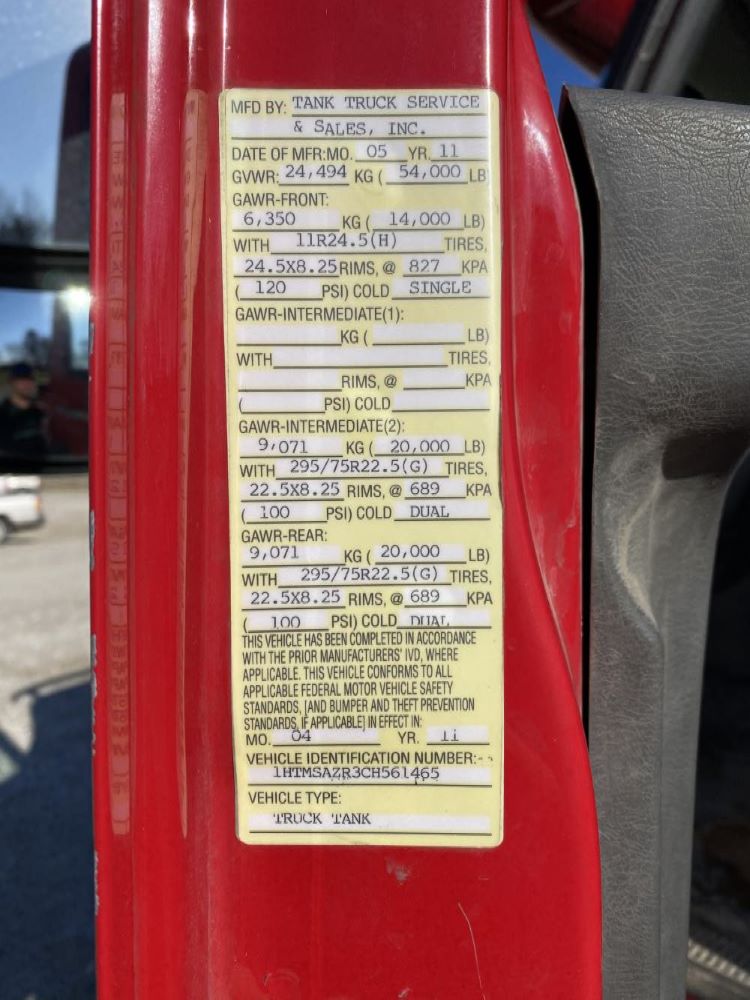 MFD BY: TANK TRUCK SERVICE
& SALES, INC.
DATE OF MFR:MO. 05 YR. 11
GVWR: 24,494 KG ( 54,000 LB
GAWR-FRONT:
6,350 KG ( 14,000 LB)
WITH 11R24.5(H) TIRES,
24.5X8.25 RIMS, @ 827 KPA
( 120 PSI) COLD SINGLE
GAWR-INTERMEDIATE(1):
KG ( LB)
WITH TIRES,
RIMS, @ KPA
( PSI) COLD
GAWR-INTERMEDIATE(2):
9,071 KG ( 20,000 LB)
WITH 295/75R22.5(G) TIRES,
22.5X8.25 RIMS, @ 689 KPA
( 100 PSI) COLD DUAL
GAWR-REAR:
9,071 KG ( 20,000 LB)
WITH 295/75R22.5(G) TIRES,
22.5X8.25 RIMS, @ 689 KPA
( 100 PSI) COLD DUAL
THIS VEHICLE HAS BEEN COMPLETED IN ACCORDANCE
WITH THE PRIOR MANUFACTURERS' IVD, WHERE
APPLICABLE. THIS VEHICLE CONFORMS TO ALL
APPLICABLE FEDERAL MOTOR VEHICLE SAFETY
STANDARDS, [AND BUMPER AND THEFT PREVENTION
STANDARDS, IF APPLICABLE] IN EFFECT IN:
MO. 04 YR. 11
VEHICLE IDENTIFICATION NUMBER:
1HTMSAZR3CH561465
VEHICLE TYPE:
TRUCK TANK